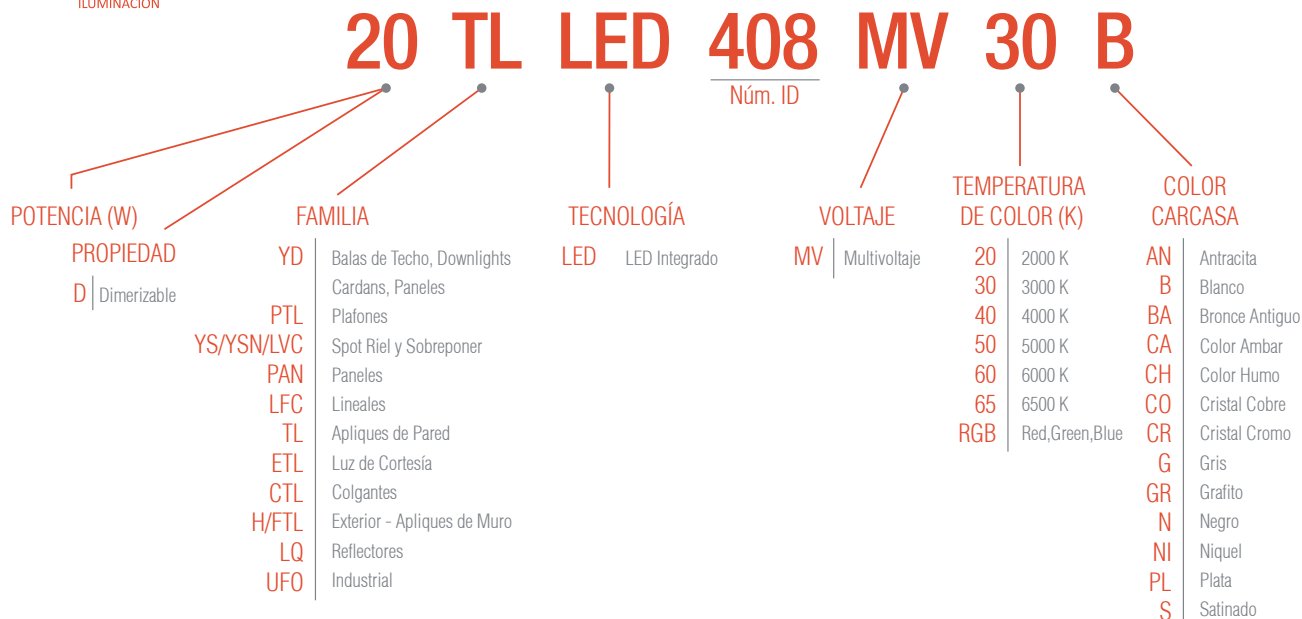 ILUMINACIÓN
20 TL LED 408 MV 30 B
Núm. ID
POTENCIA (W)
PROPIEDAD
D Dimerizable
FAMILIA
YD Balas de Techo, Downlights
Cardans, Paneles
PTL Plafones
YS/YSN/LVC Spot Riel y Sobreponer
PAN Paneles
LFC Lineales
TL Apliques de Pared
ETL Luz de Cortesía
CTL Colgantes
H/FTL Exterior - Apliques de Muro
LQ Reflectores
UFO Industrial
TECNOLOGÍA
LED LED Integrado
VOLTAJE
MV Multivoltaje
TEMPERATURA
DE COLOR (K)
20 2000 K
30 3000 K
40 4000 K
50 5000 K
60 6000 K
65 6500 K
RGB Red,Green,Blue
COLOR
CARCASA
AN Antracita
B Blanco
BA Bronce Antiguo
CA Color Ambar
CH Color Humo
CO Cristal Cobre
CR Cristal Cromo
G Gris
GR Grafito
N Negro
NI Niquel
PL Plata
S Satinado